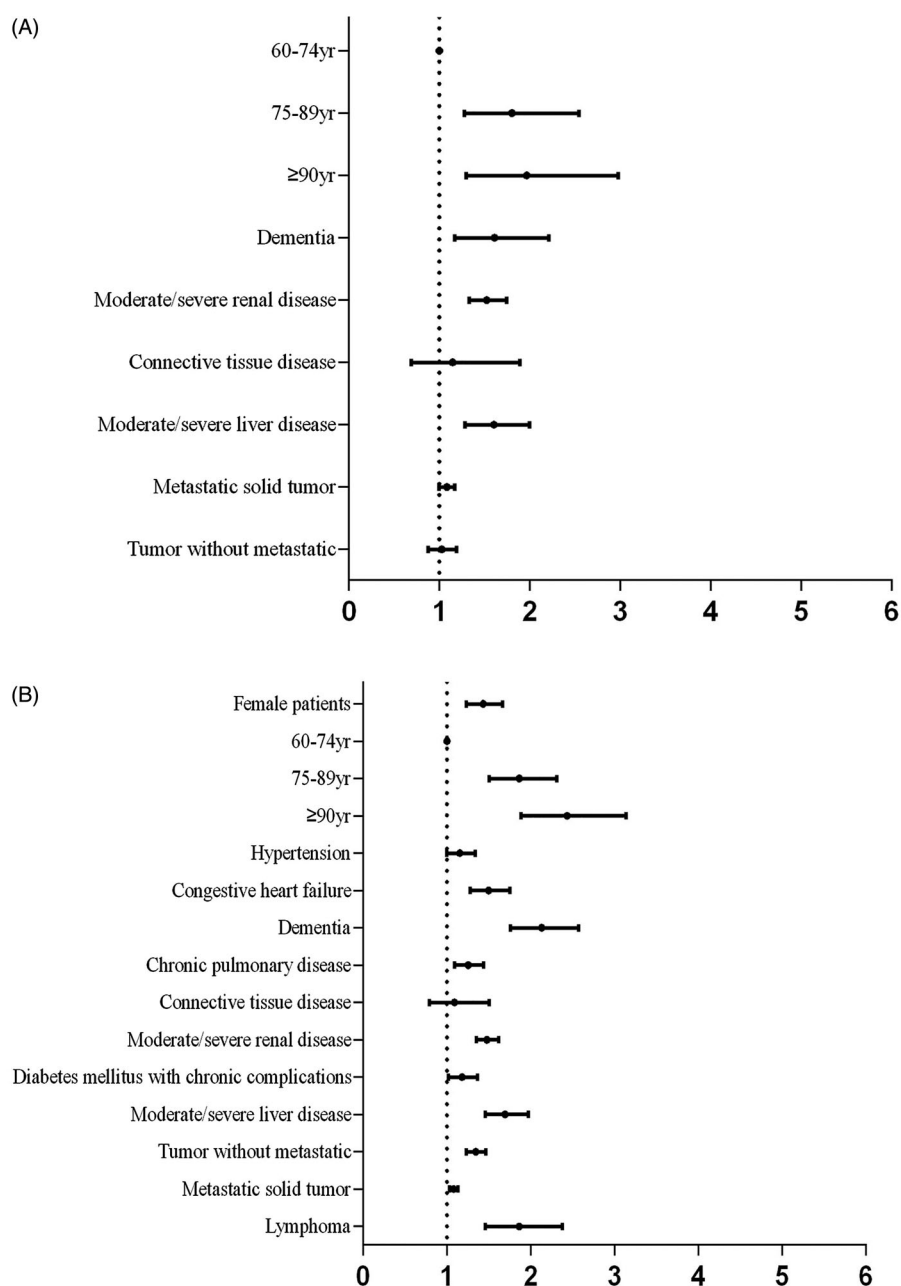 (A)
60-74yr
75-89yr
≥90yr
Dementia
Moderate/severe renal disease
Connective tissue disease
Moderate/severe liver disease
Metastatic solid tumor
Tumor without metastatic
0 1 2 3 4 5 6
(B)
Female patients
60-74yr
75-89yr
≥90yr
Hypertension
Congestive heart failure
Dementia
Chronic pulmonary disease
Connective tissue disease
Moderate/severe renal disease
Diabetes mellitus with chronic complications
Moderate/severe liver disease
Tumor without metastatic
Metastatic solid tumor
Lymphoma
0 1 2 3 4 5 6